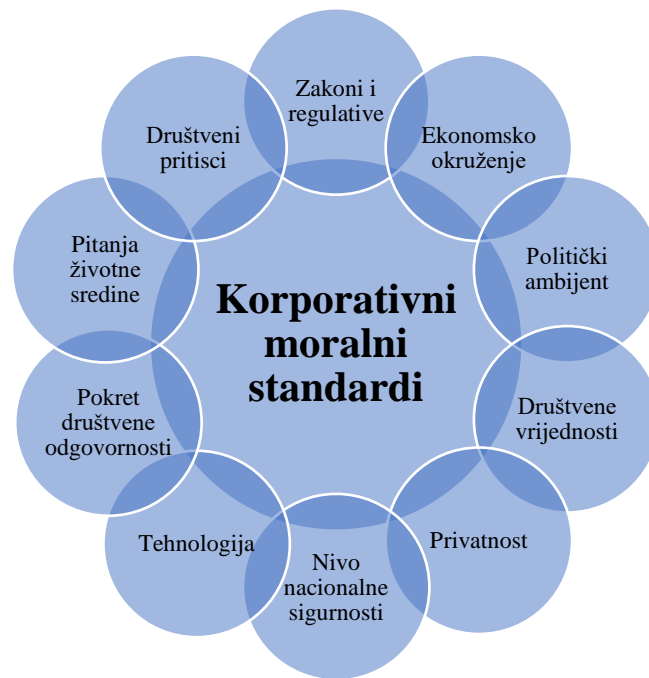 Zakoni i
regulative
Ekonomsko
okruženje
Politički
ambijent
Društvene
vrijednosti
Privatnost
Nivo
nacionalne
sigurnosti
Tehnologija
Pokret
društvene
odgovornosti
Pitanja
životne
sredine
Društveni
pritisci
Korporativni
moralni
standardi